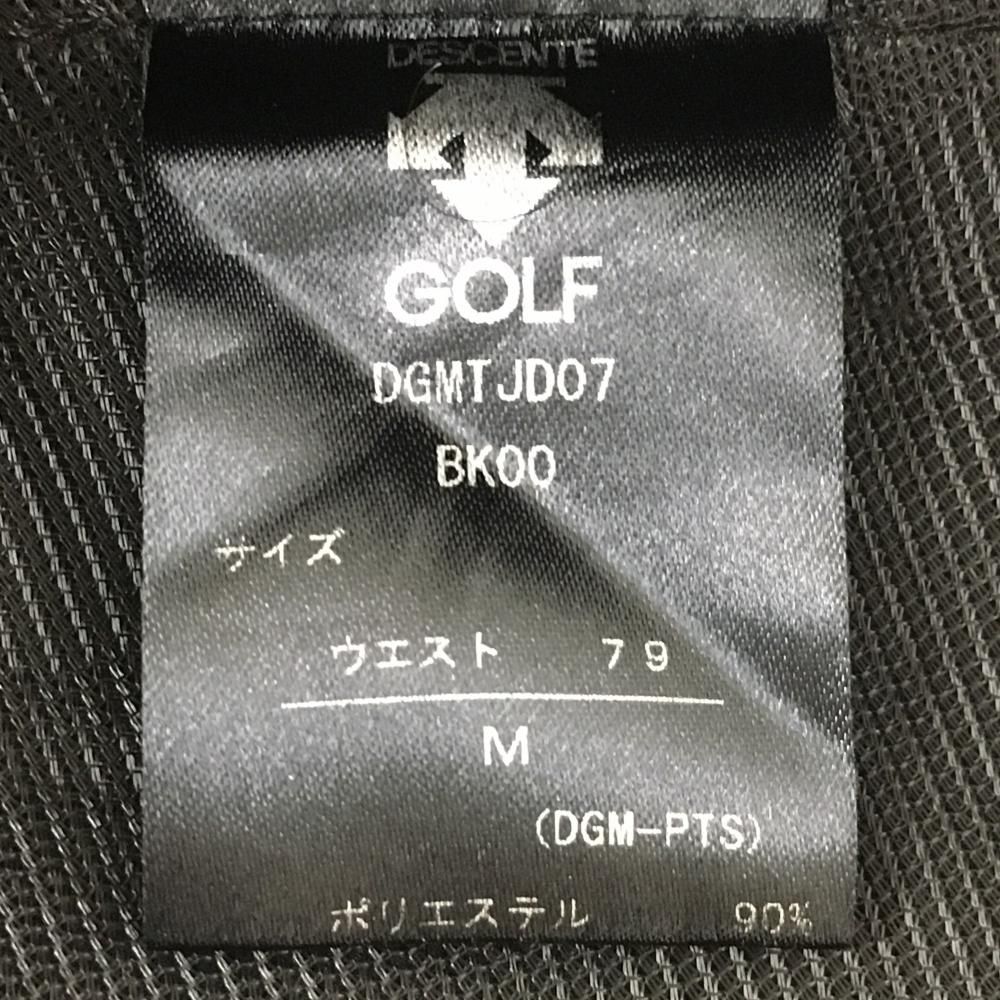 DESCENTE
GOLF
DGMTJD07
BK00
サイズ
ウエスト 79
M
(DGM-PTS)
ポリエステル 90%